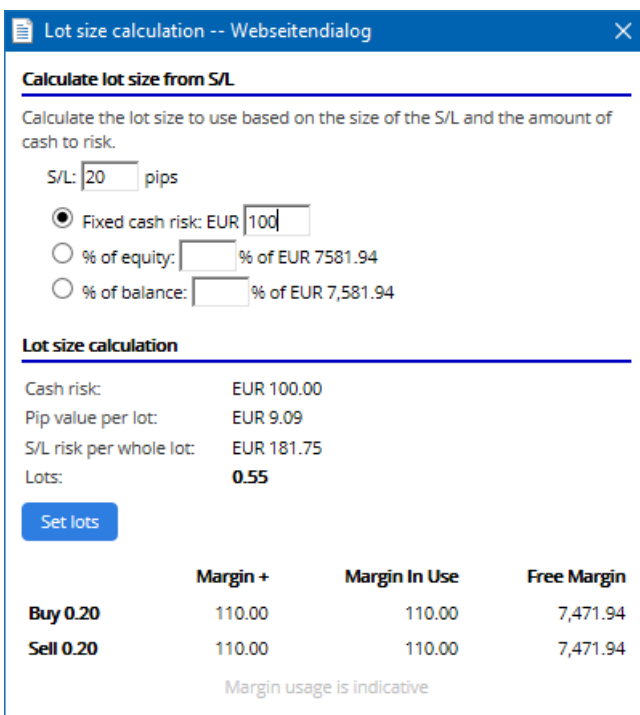 Lot size calculation -- Webseitendialog
Calculate lot size from S/L
Calculate the lot size to use based on the size of the S/L and the amount of
cash to risk.
S/L: 20 pips
Fixed cash risk: EUR 100
% of equity: % of EUR 7581.94
% of balance: % of EUR 7,581.94
Lot size calculation
Cash risk: EUR 100.00
Pip value per lot: EUR 9.09
S/L risk per whole lot: EUR 181.75
Lots: 0.55
Set lots
Margin + Margin In Use Free Margin
Buy 0.20 110.00 110.00 7,471.94
Sell 0.20 110.00 110.00 7,471.94
Margin usage is indicative